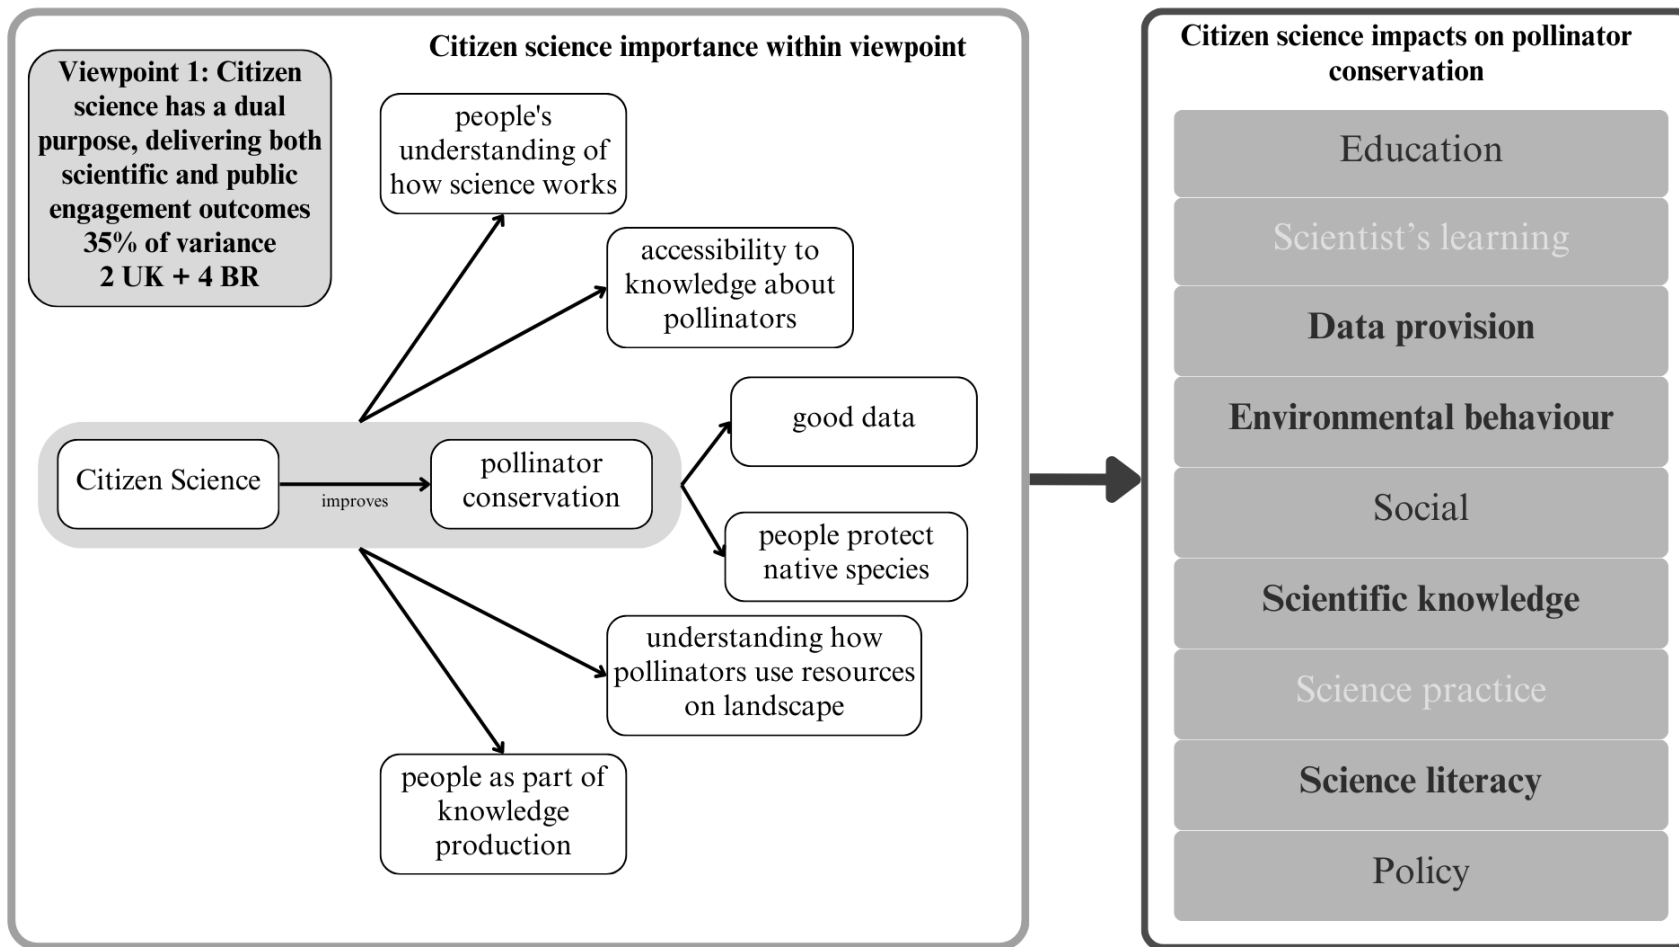 Citizen science importance within viewpoint
Viewpoint 1: Citizen
science has a dual
purpose, delivering both
scientific and public
engagement outcomes
35% of variance
2 UK + 4 BR
people's
understanding of
how science works
accessibility to
knowledge about
pollinators
good data
Citizen Science
improves
pollinator
conservation
people protect
native species
understanding how
pollinators use resources
on landscape
people as part of
knowledge
production
Citizen science impacts on pollinator
conservation
Education
Scientist’s learning
Data provision
Environmental behaviour
Social
Scientific knowledge
Science practice
Science literacy
Policy